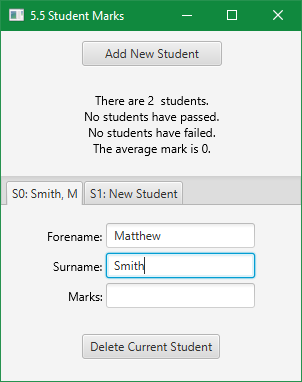 5.5 Student Marks
Add New Student
There are 2  students.
No students have passed.
No students have failed.
The average mark is 0.
S0: Smith, M
S1: New Student
Forename: Matthew
Surname: Smith
Marks:
Delete Current Student